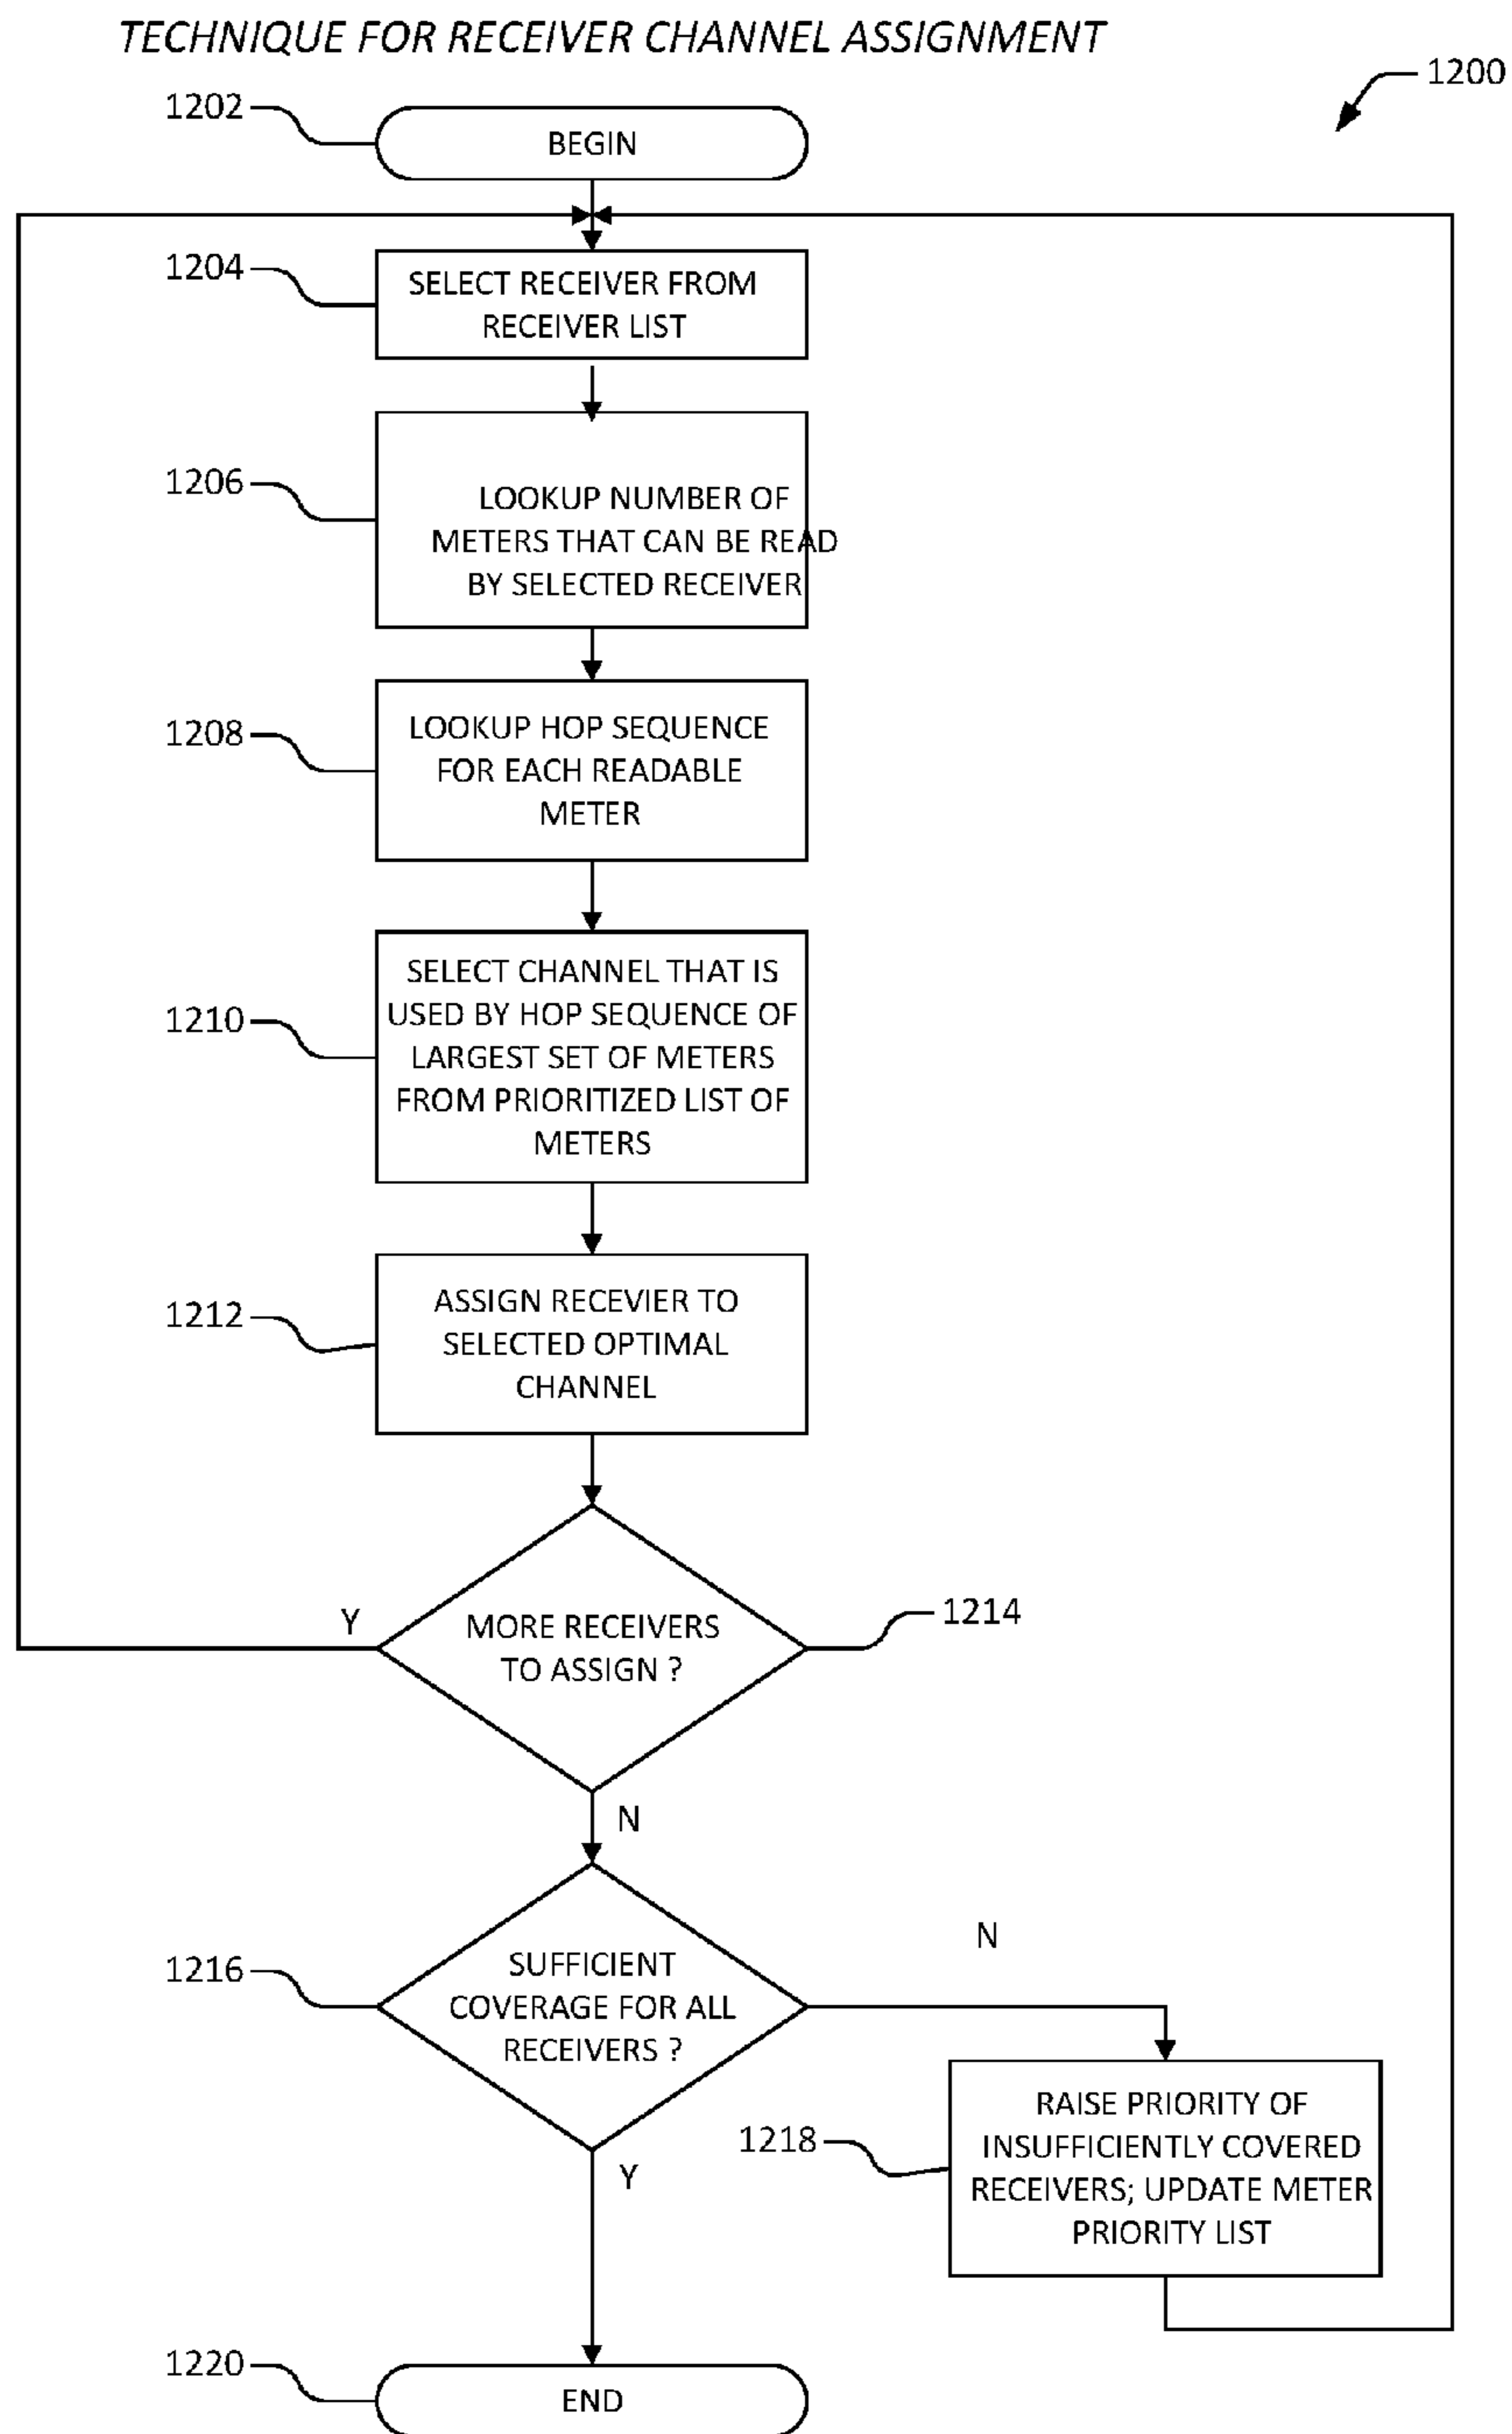 TECHNIQUE FOR RECEIVER CHANNEL ASSIGNMENT
1200
1202
BEGIN
1204
SELECT RECEIVER FROM
RECEIVER LIST
1206
LOOKUP NUMBER OF
METERS THAT CAN BE READ
BY SELECTED RECEIVER
1208
LOOKUP HOP SEQUENCE
FOR EACH READABLE
METER
1210
SELECT CHANNEL THAT IS
USED BY HOP SEQUENCE OF
LARGEST SET OF METERS
FROM PRIORITIZED LIST OF
METERS
1212
ASSIGN RECEVIER TO
SELECTED OPTIMAL
CHANNEL
Y
MORE RECEIVERS
TO ASSIGN ?
1214
N
1216
SUFFICIENT
COVERAGE FOR ALL
RECEIVERS ?
N
Y
1218
RAISE PRIORITY OF
INSUFFICIENTLY COVERED
RECEIVERS; UPDATE METER
PRIORITY LIST
1220
END